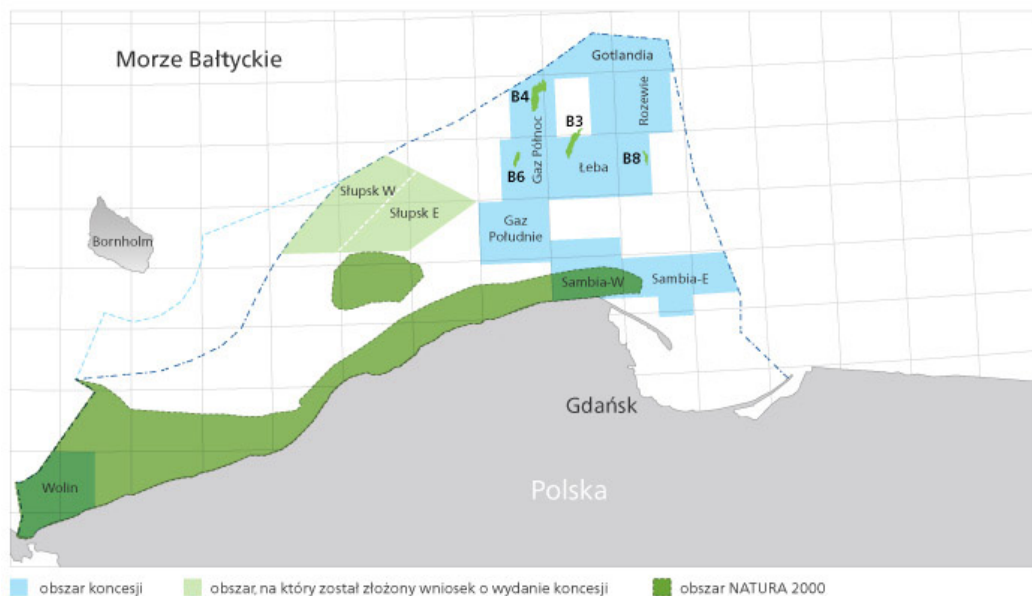 Morze Bałtyckie
Gotlandia
B4
Rozewie
B3
Gaz Północ
B6
Łeba
B8
Słupsk W
Słupsk E
Bornholm
Gaz
Południe
Sambia-W
Sambia-E
Gdańsk
Wolin
Polska
obszar koncesji
obszar, na który został złożony wniosek o wydanie koncesji
obszar NATURA 2000